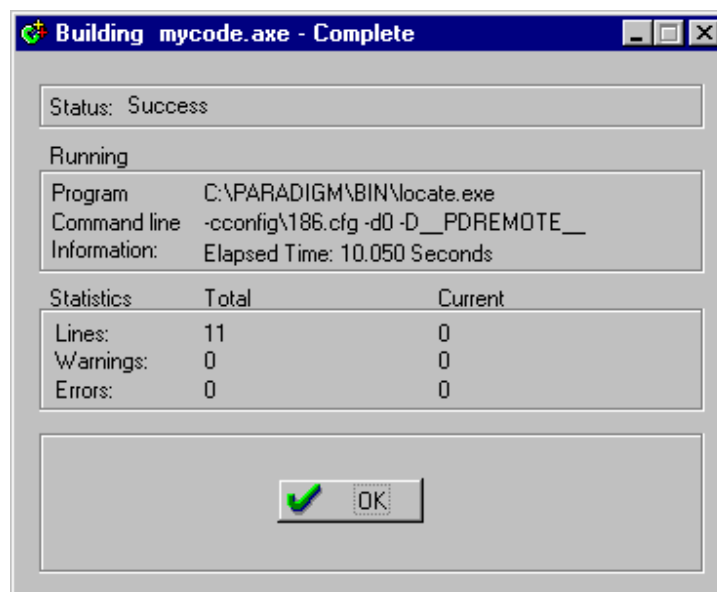 Building mycode.axe - Complete
Status: Success
Running
Program C:\PARADIGM\BIN\locate.exe
Command line -cconfig\186.cfg -d0 -D__PDREMOTE__
Information: Elapsed Time: 10.050 Seconds
Statistics Total Current
Lines: 11 0
Warnings: 0 0
Errors: 0 0
OK